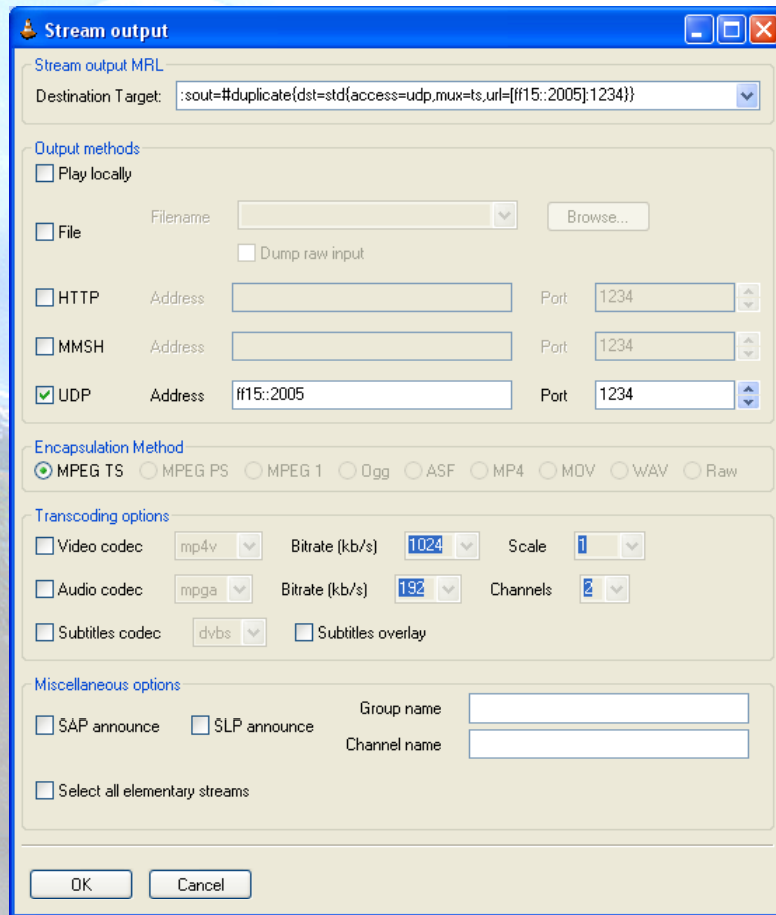 Stream output
Stream output MRL
Destination Target: :sout=#duplicate{dst=std{access=udp,mux=ts,url=[ff15::2005]:1234}}
Output methods
Play locally
File Filename Browse...
Dump raw input
HTTP Address Port 1234
MMSH Address Port 1234
UDP Address ff15::2005 Port 1234
Encapsulation Method
MPEG TS MPEG PS MPEG 1 Ogg ASF MP4 MOV WAV Raw
Transcoding options
Video codec mp4v Bitrate (kb/s) 1024 Scale 1
Audio codec mpga Bitrate (kb/s) 192 Channels 2
Subtitles codec dvbs Subtitles overlay
Miscellaneous options
SAP announce SLP announce Group name
Channel name
Select all elementary streams
OK Cancel